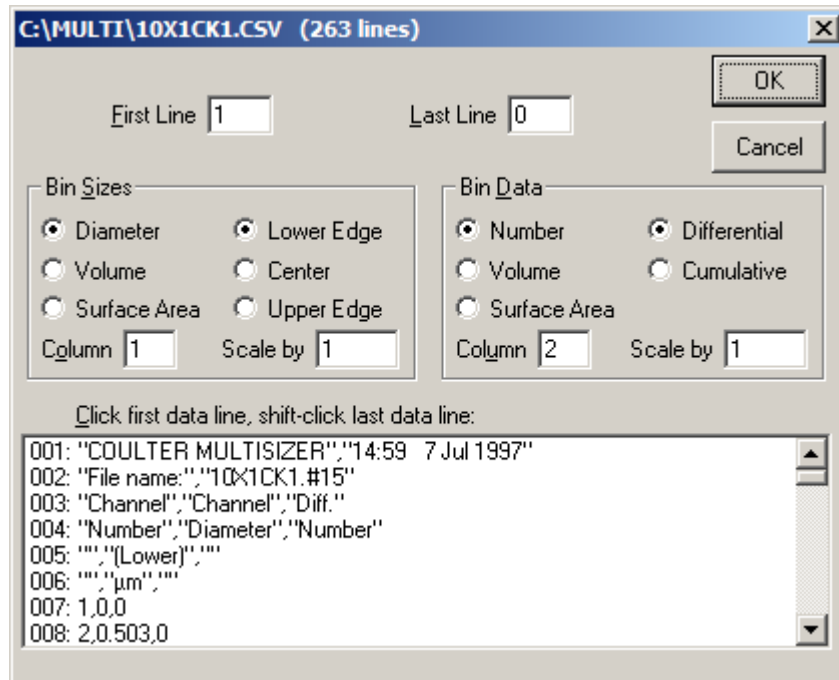 C:\MULTI\10X1CK1.CSV (263 lines)
OK
First Line 1 Last Line 0
Cancel
Bin Sizes Bin Data
Diameter Lower Edge Number Differential
Volume Center Volume Cumulative
Surface Area Upper Edge Surface Area
Column 1 Scale by 1 Column 2 Scale by 1
Click first data line, shift-click last data line:
001: "COULTER MULTISIZER","14:59 7 Jul 1997"
002: "File name:","10X1CK1.#15"
003: "Channel","Channel","Diff."
004: "Number","Diameter","Number"
005: "","(Lower)",""
006: "","µm",""
007: 1,0,0
008: 2,0.503,0